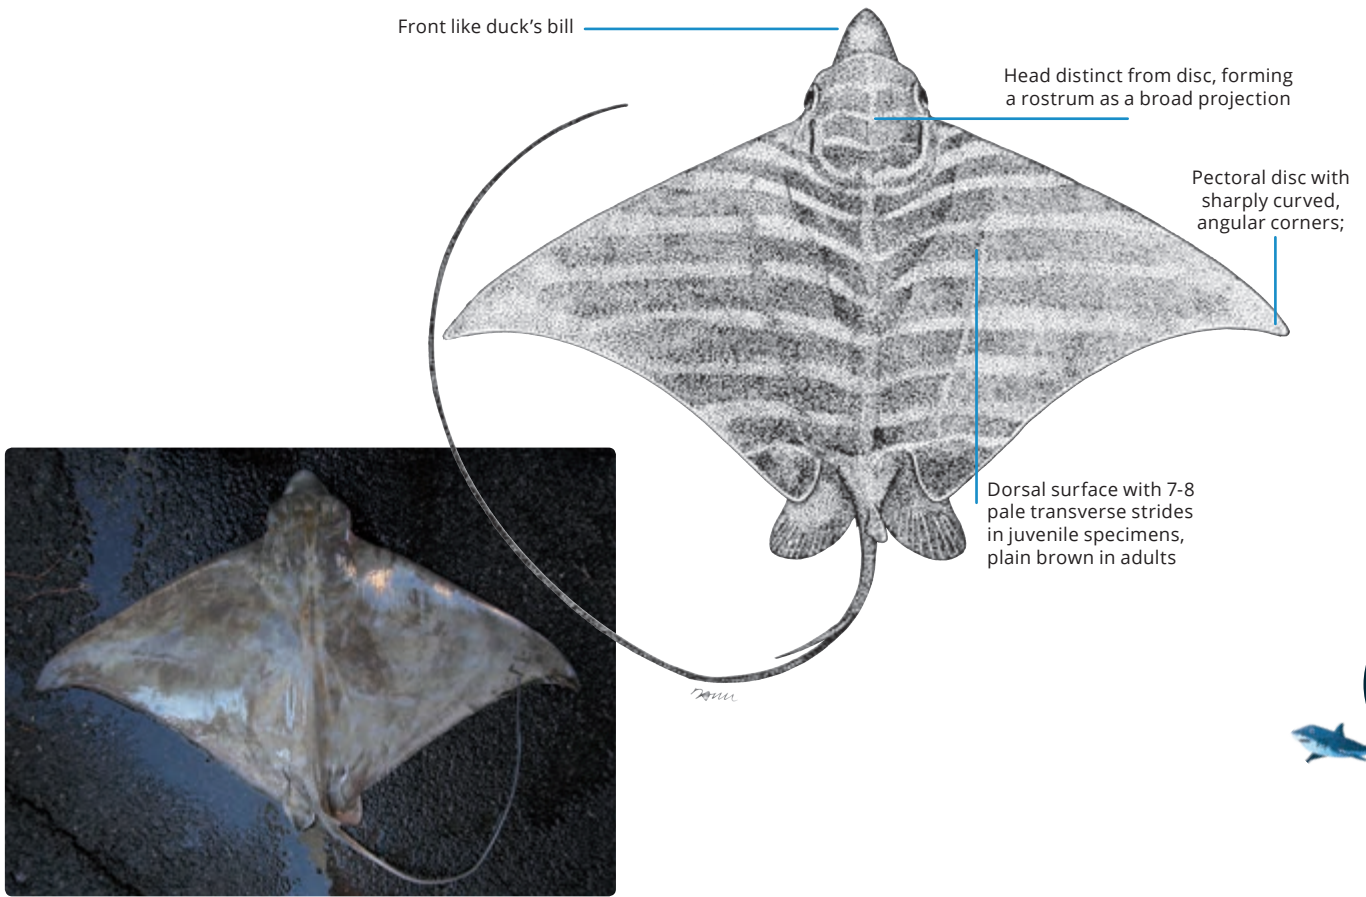 Front like duck's bill
Head distinct from disc, forming
a rostrum as a broad projection
Pectoral disc with
sharply curved,
angular corners;
Dorsal surface with 7-8
pale transverse strides
in juvenile specimens,
plain brown in adults